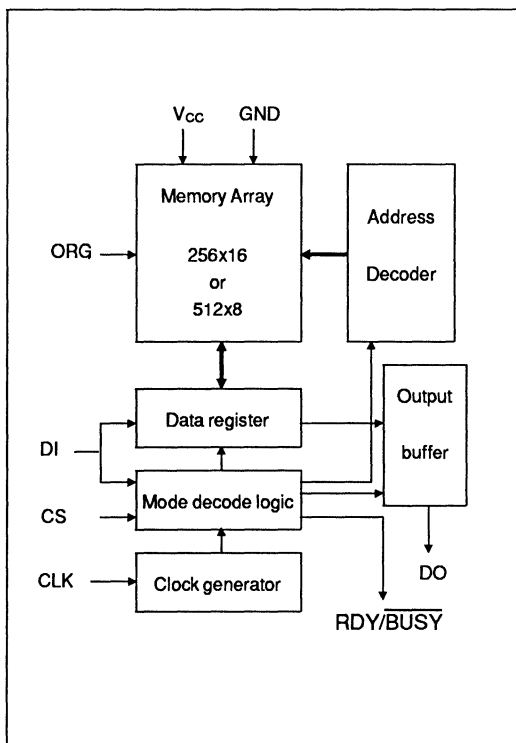 VCC GND
Memory Array
256x16
or
512x8
Address
Decoder
ORG
Data register
Output
buffer
DI
Mode decode logic
CS
CLK
Clock generator
DO
RDY/BUSY